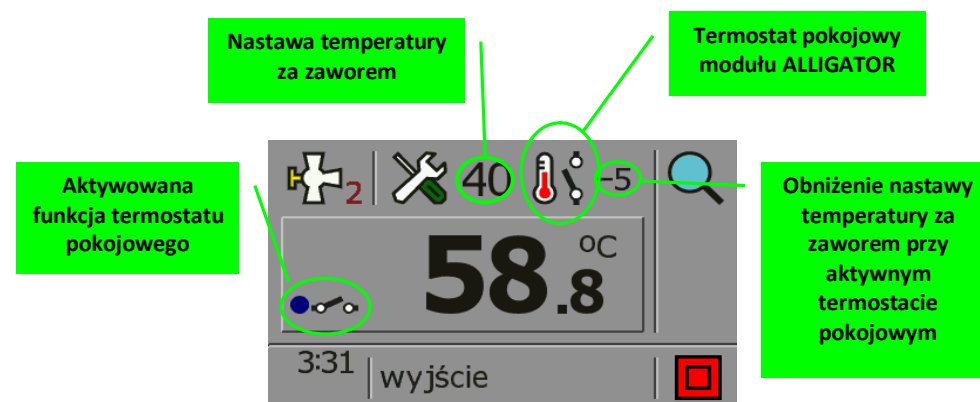 Nastawa temperatury
za zaworem
Termostat pokojowy
modułu ALLIGATOR
Aktywowana
funkcja termostatu
pokojowego
2
40
-5
58.8
°C
3:31
wyjście
Obniżenie nastawy
temperatury za
zaworem przy
aktywnym
termostacie
pokojowym